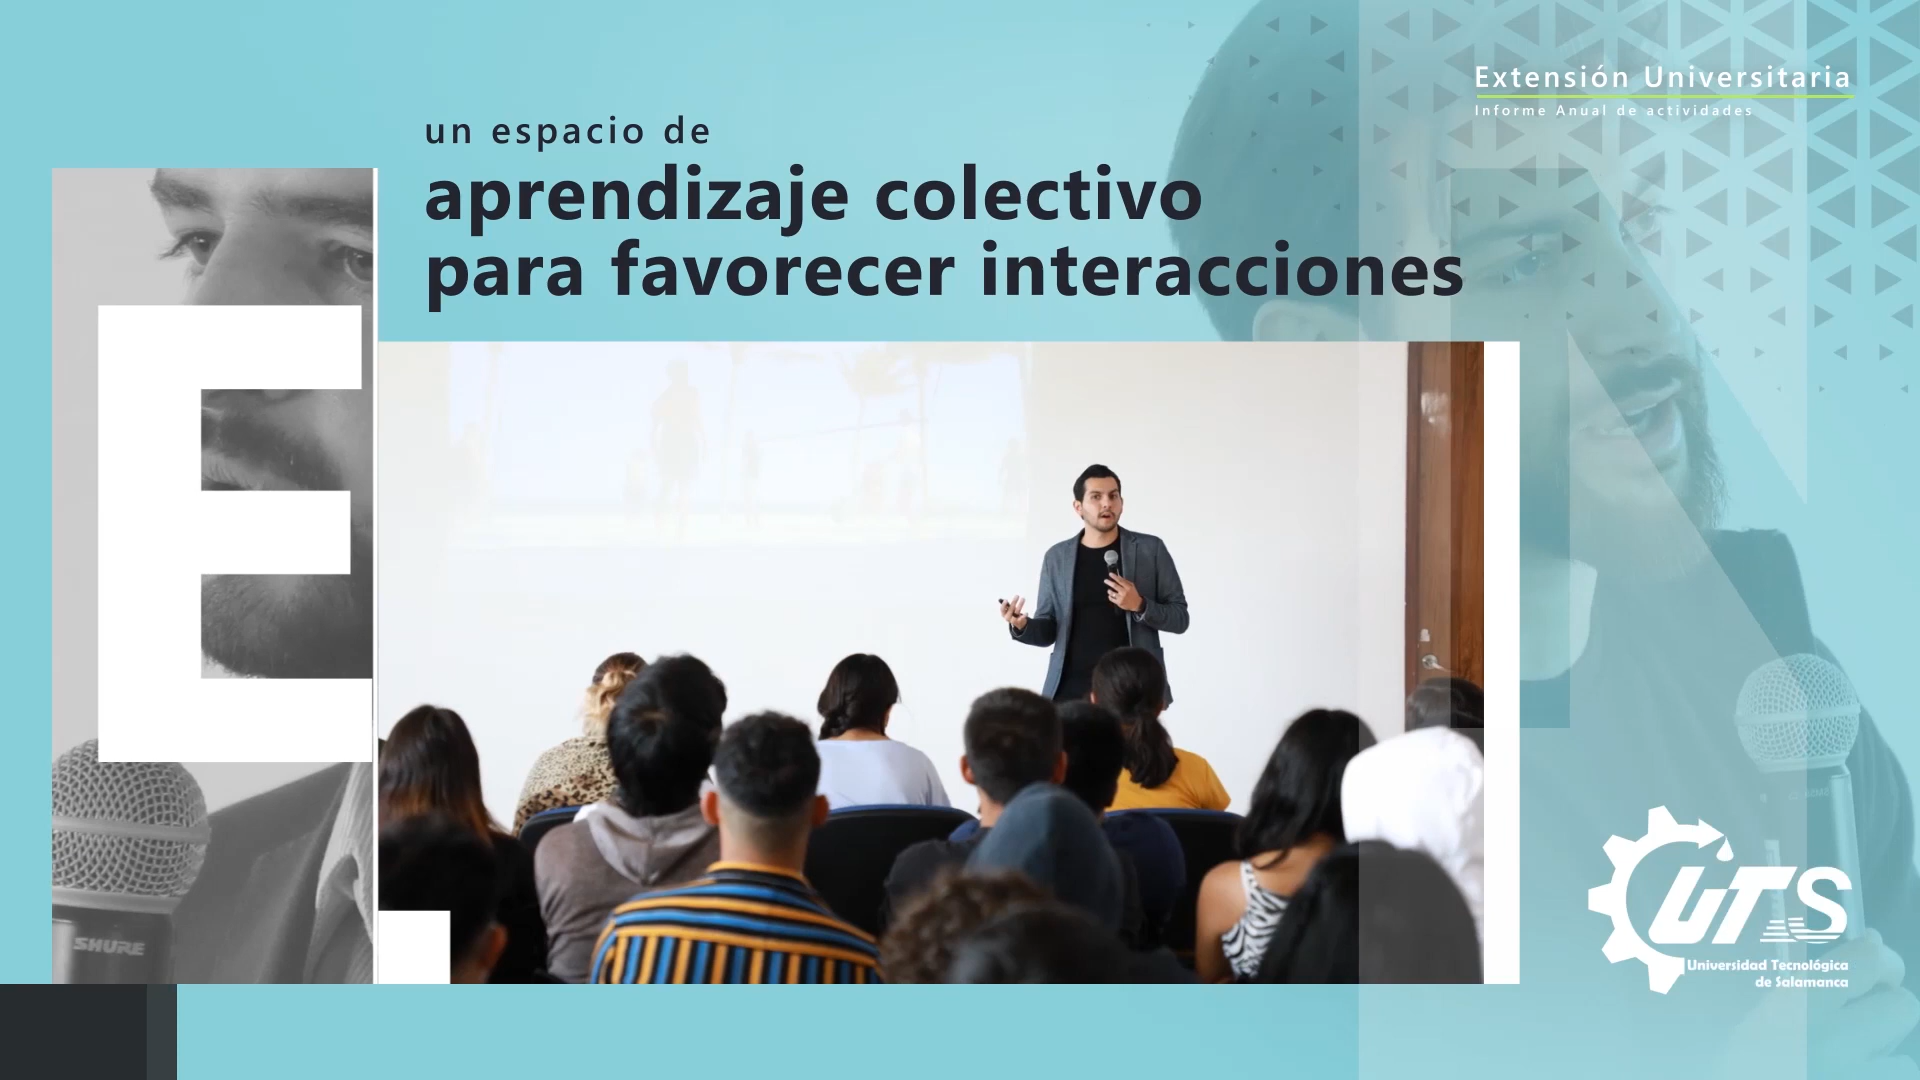 Extensión Universitaria
Informe Anual de actividades
un espacio de
aprendizaje colectivo
para favorecer interacciones
E
SHURE
UTS
Universidad Tecnológica
de Salamanca